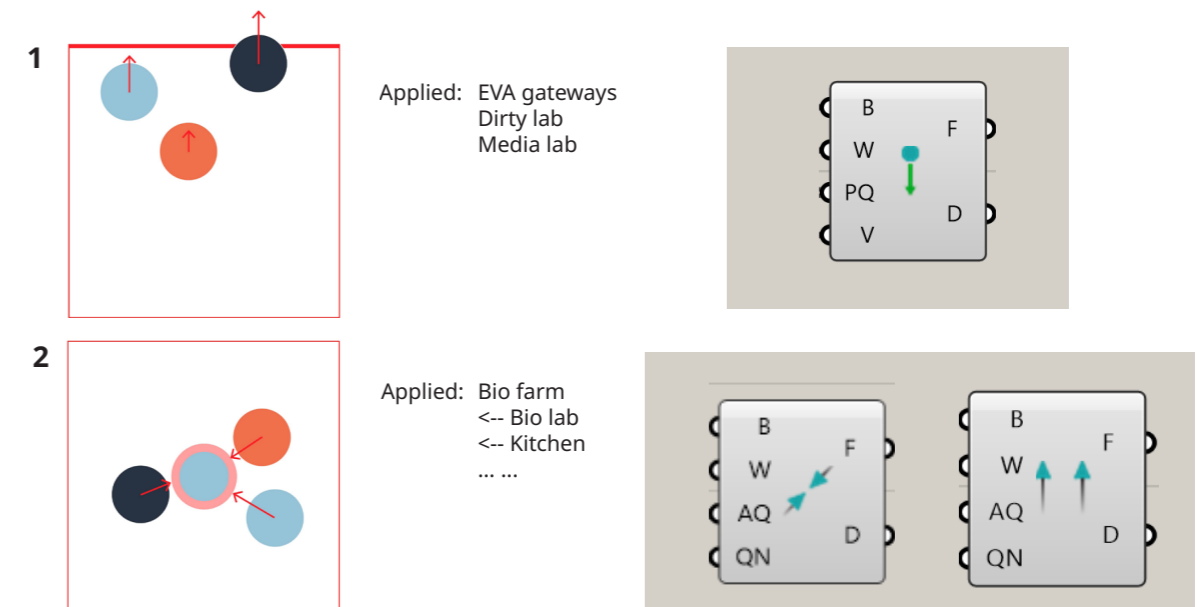 1
Applied: EVA gateways
Dirty lab
Media lab
B
W
PQ
V
F
D
2
Applied: Bio farm
<-- Bio lab
<-- Kitchen
... ...
B
W
AQ
QN
F
D
B
W
AQ
QN
F
D